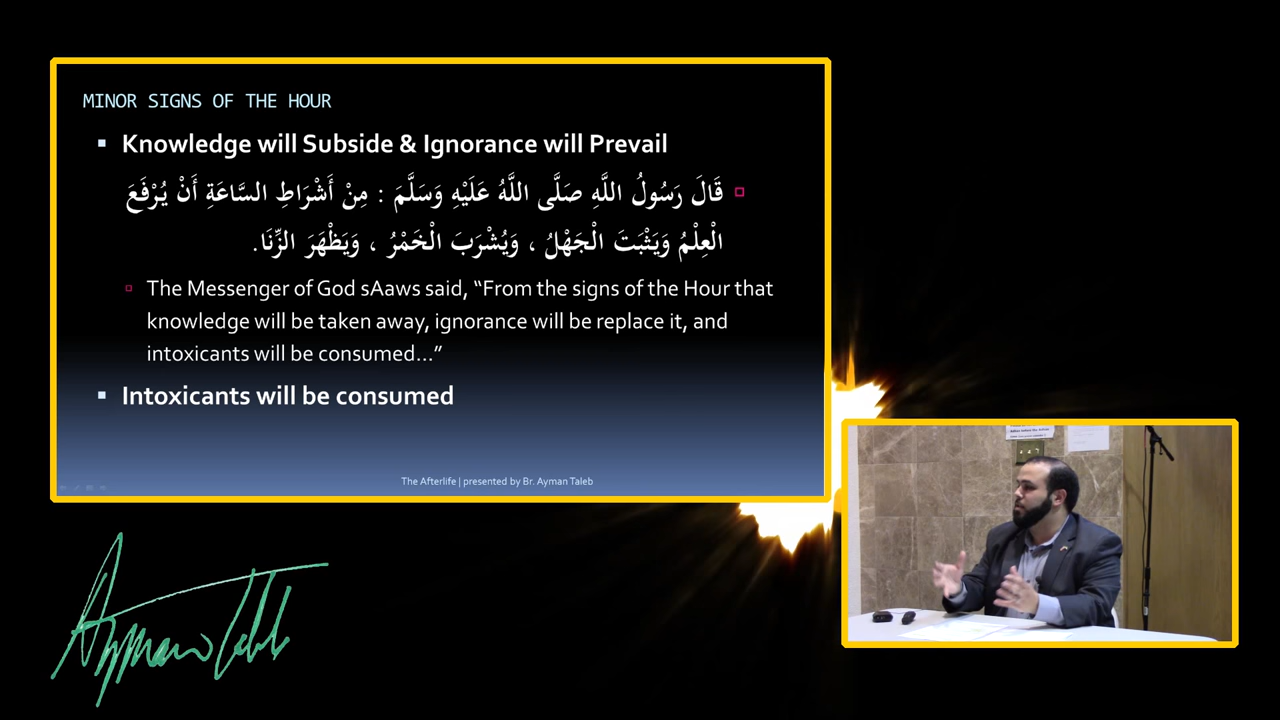 MINOR SIGNS OF THE HOUR
Knowledge will Subside & Ignorance will Prevail
قَالَ رَسُولُ اللَّهِ صَلَّى اللَّهُ عَلَيْهِ وَسَلَّمَ : مِنْ أَشْرَاطِ السَّاعَةِ أَنْ يُرْفَعَ
الْعِلْمُ وَيَثْبُتَ الْجَهْلُ ، وَيُشْرَبَ الْخَمْرُ ، وَيَظْهَرَ الزِّنَا.
The Messenger of God sAaws said, “From the signs of the Hour that
knowledge will be taken away, ignorance will be replace it, and
intoxicants will be consumed…”
Intoxicants will be consumed
The Afterlife | presented by Br. Ayman Taleb
Ayman Taleb